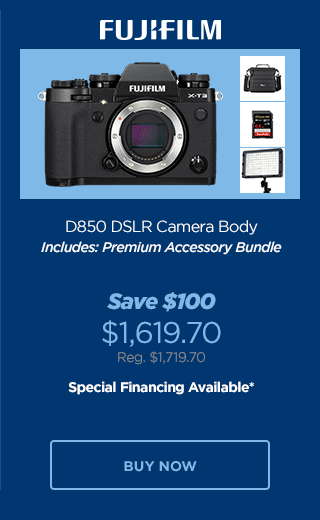 FUJIFILM
FUJIFILM
X-T3
D850 DSLR Camera Body
Includes: Premium Accessory Bundle
Save $100
$1,619.70
Reg. $1,719.70
Special Financing Available*
BUY NOW